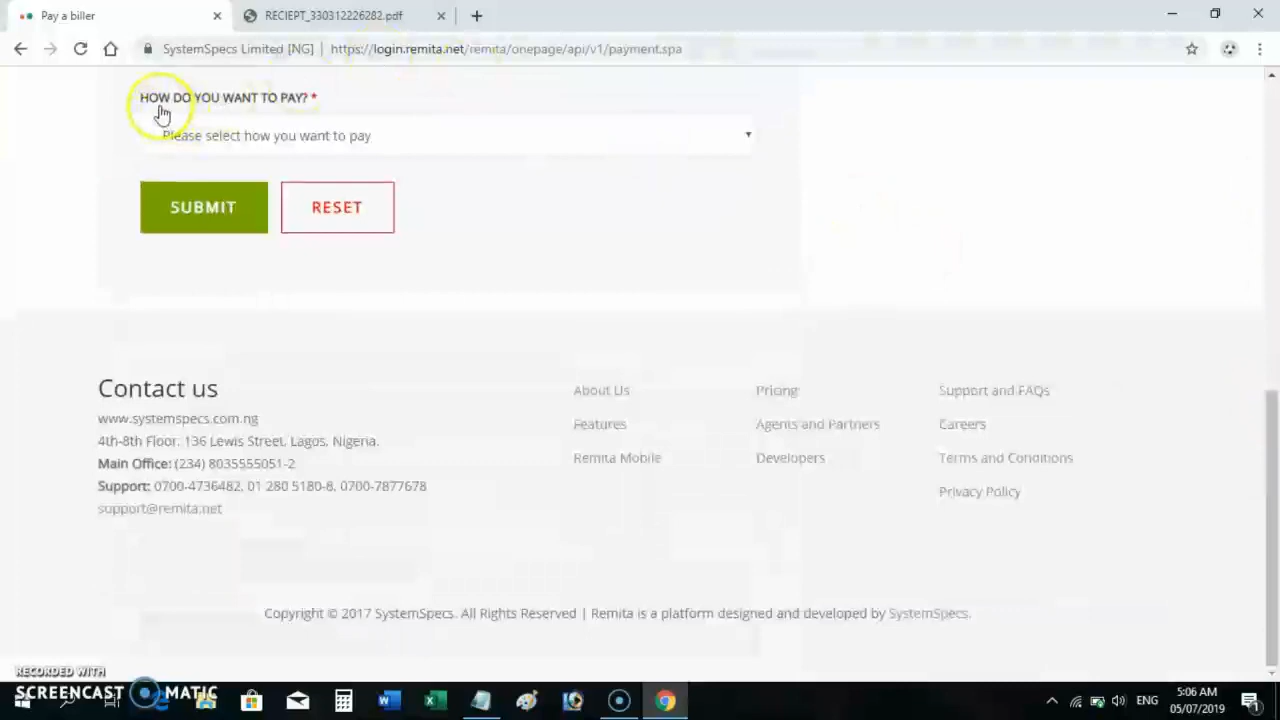 Pay a biller
RECIEPT_330312226282.pdf
SystemSpecs Limited [NG] | https://login.remita.net/remita/onepage/api/v1/payment.spa
HOW DO YOU WANT TO PAY? *
Please select how you want to pay
SUBMIT
RESET
Contact us
www.systemspecs.com.ng
4th-8th Floor: 136 Lewis Street, Lagos, Nigeria.
Main Office: (234) 8035555051-2
Support: 0700-4736482, 01 280 5180-8, 0700-7877678
support@remita.net
About Us
Features
Remita Mobile
Pricing
Agents and Partners
Developers
Support and FAQs
Careers
Terms and Conditions
Privacy Policy
Copyright © 2017 SystemSpecs. All Rights Reserved | Remita is a platform designed and developed by SystemSpecs.
RECORDED WITH
SCREENCAST MATIC
ENG
5:06 AM
05/07/2019